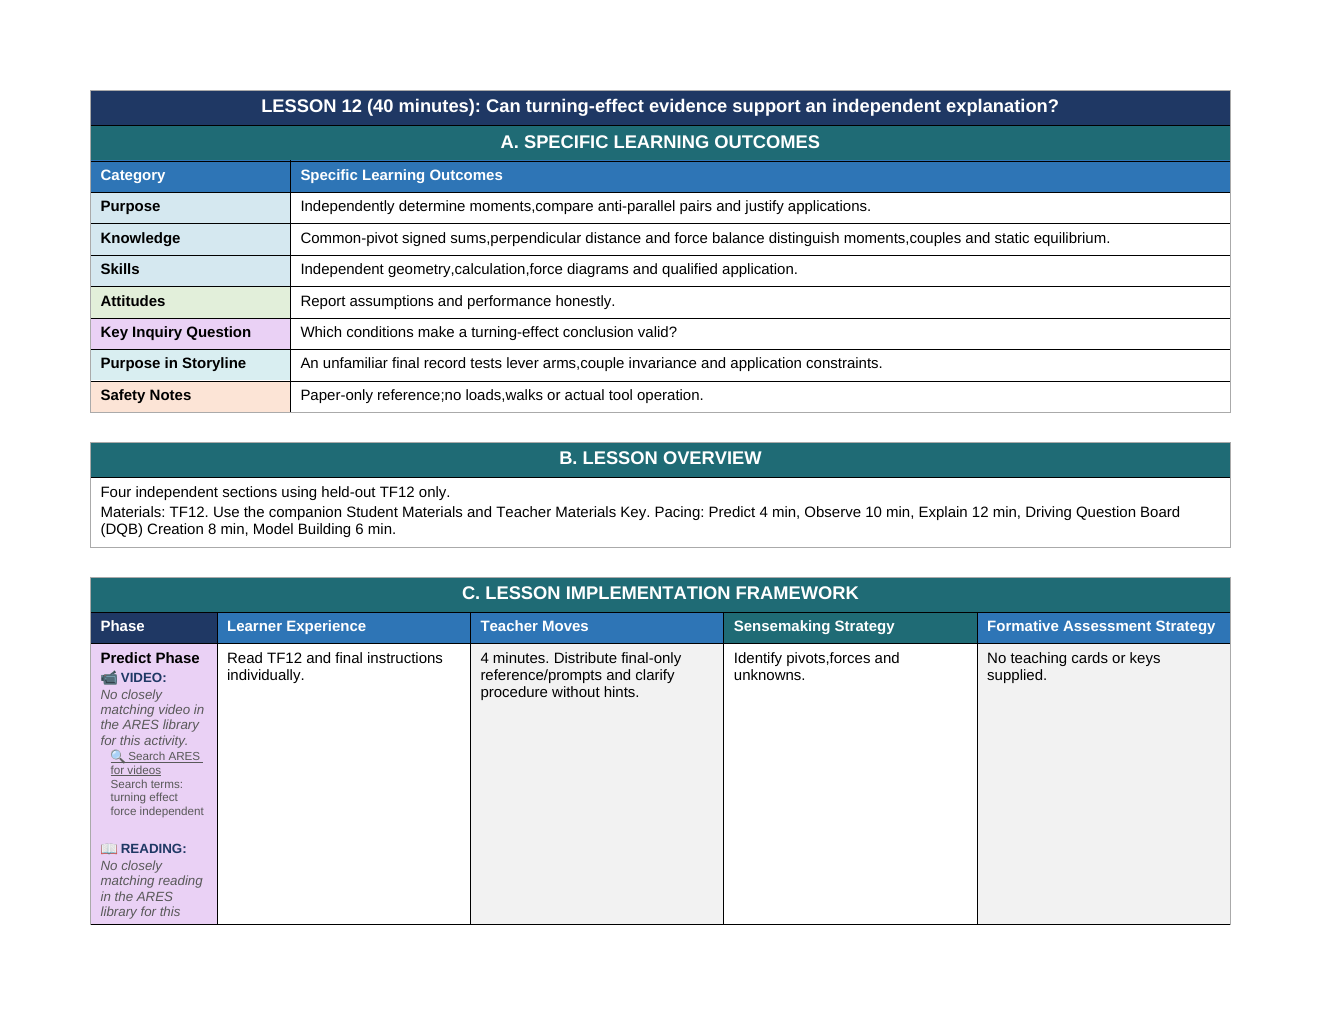 LESSON 12 (40 minutes): Can turning-effect evidence support an independent explanation?
A. SPECIFIC LEARNING OUTCOMES
Category
Specific Learning Outcomes
Purpose
Independently determine moments,compare anti-parallel pairs and justify applications.
Knowledge
Common-pivot signed sums,perpendicular distance and force balance distinguish moments,couples and static equilibrium.
Skills
Independent geometry,calculation,force diagrams and qualified application.
Attitudes
Report assumptions and performance honestly.
Key Inquiry Question
Which conditions make a turning-effect conclusion valid?
Purpose in Storyline
An unfamiliar final record tests lever arms,couple invariance and application constraints.
Safety Notes
Paper-only reference;no loads,walks or actual tool operation.
B. LESSON OVERVIEW
Four independent sections using held-out TF12 only.
Materials: TF12. Use the companion Student Materials and Teacher Materials Key. Pacing: Predict 4 min, Observe 10 min, Explain 12 min, Driving Question Board
(DQB) Creation 8 min, Model Building 6 min.
C. LESSON IMPLEMENTATION FRAMEWORK
Phase
Learner Experience
Teacher Moves
Sensemaking Strategy
Formative Assessment Strategy
Predict Phase
📹 VIDEO:
No closely
matching video in
the ARES library
for this activity.
🔍 Search ARES
for videos
Search terms:
turning effect
force independent
📖 READING:
No closely
matching reading
in the ARES
library for this
Read TF12 and final instructions
individually.
4 minutes. Distribute final-only
reference/prompts and clarify
procedure without hints.
Identify pivots,forces and
unknowns.
No teaching cards or keys
supplied.